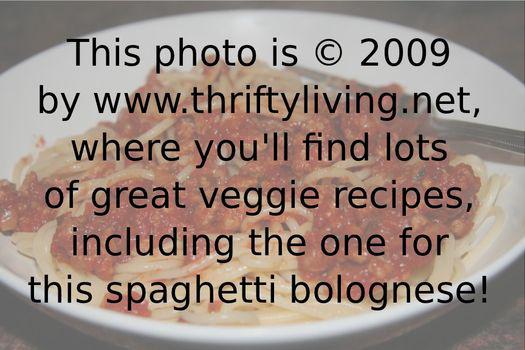 This photo is © 2009
by www.thriftyliving.net,
where you'll find lots
of great veggie recipes,
including the one for
this spaghetti bolognese!